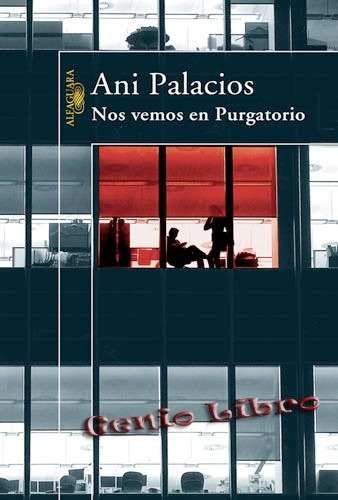 ALFAGUARA
Ani Palacios
Nos vemos en Purgatorio
Genio Libro